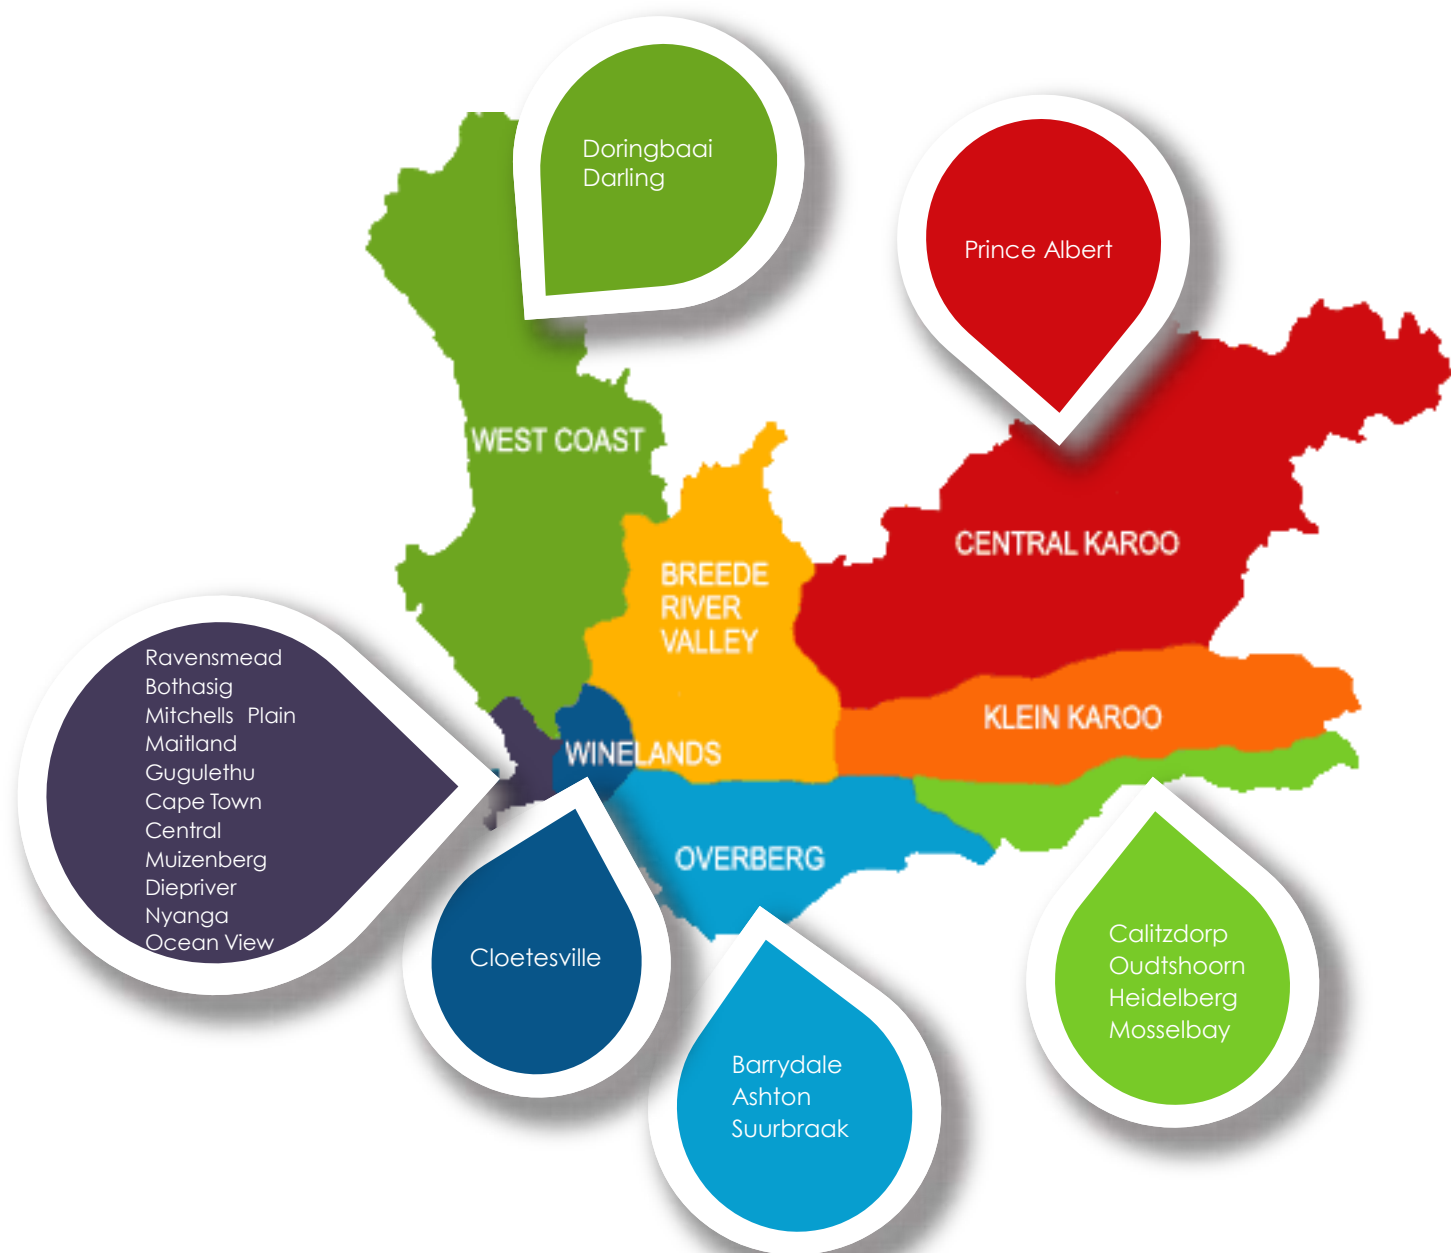 Doringbaai
Darling
Prince Albert
WEST COAST
CENTRAL KAROO
BREEDE
RIVER
VALLEY
KLEIN KAROO
WINELANDS
OVERBERG
Ravensmead
Bothasig
Mitchells Plain
Maitland
Gugulethu
Cape Town
Central
Muizenberg
Diepriver
Nyanga
Ocean View
Cloetesville
Barrydale
Ashton
Suurbraak
Calitzdorp
Oudtshoorn
Heidelberg
Mosselbay